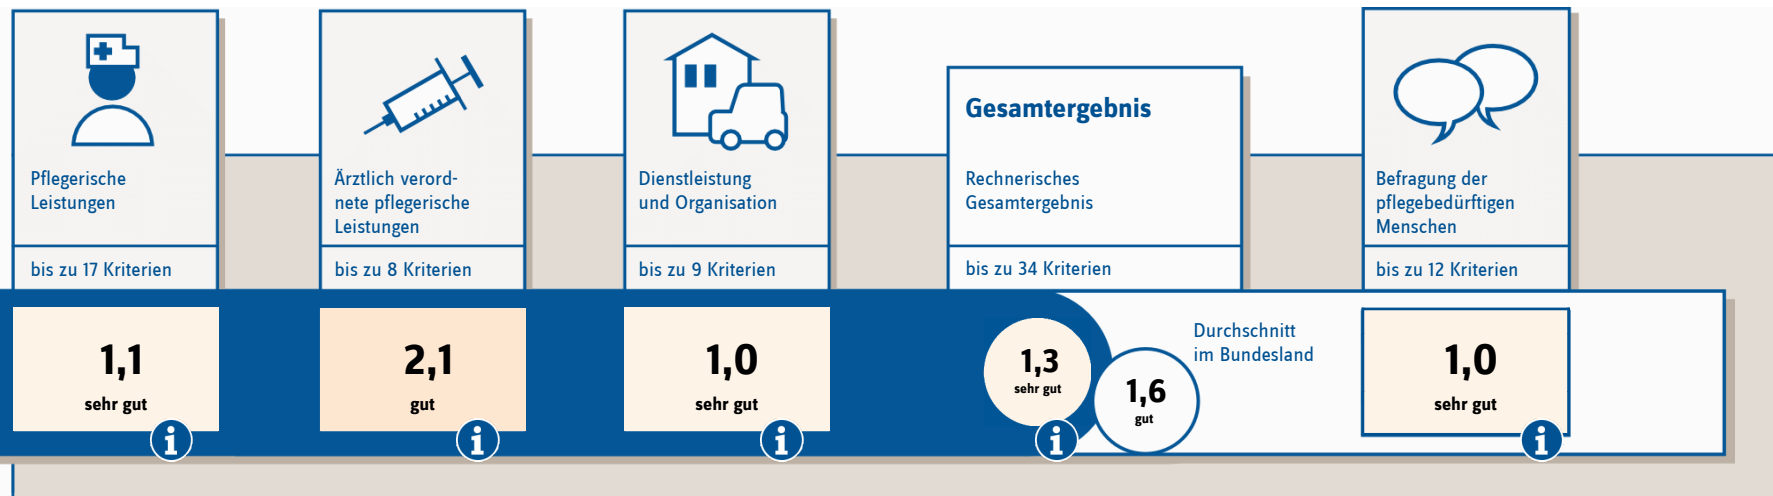 Pflegerische
Leistungen
bis zu 17 Kriterien
1,1
sehr gut
i
Ärztlich verord-
nete pflegerische
Leistungen
bis zu 8 Kriterien
2,1
gut
i
Dienstleistung
und Organisation
bis zu 9 Kriterien
1,0
sehr gut
i
Gesamtergebnis
Rechnerisches
Gesamtergebnis
bis zu 34 Kriterien
1,3
sehr gut
i
1,6
gut
Durchschnitt
im Bundesland
Befragung der
pflegebedürftigen
Menschen
bis zu 12 Kriterien
1,0
sehr gut
i